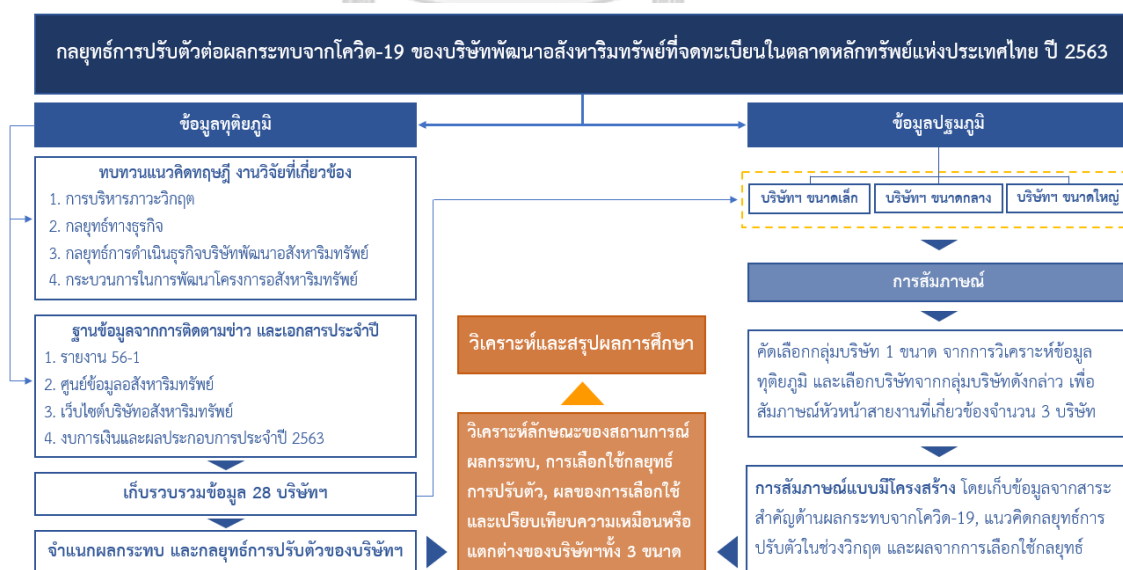 กลยุทธ์การปรับตัวต่อผลกระทบจากโควิด-19 ของบริษัทพัฒนาอสังหาริมทรัพย์ที่จดทะเบียนในตลาดหลักทรัพย์แห่งประเทศไทย ปี 2563
ข้อมูลทุติยภูมิ
ทบทวนแนวคิดทฤษฎี งานวิจัยที่เกี่ยวข้อง
1. การบริหารภาวะวิกฤต
2. กลยุทธ์ทางธุรกิจ
3. กลยุทธ์การดำเนินธุรกิจบริษัทพัฒนาอสังหาริมทรัพย์
4. กระบวนการในการพัฒนาโครงการอสังหาริมทรัพย์
ฐานข้อมูลจากการติดตามข่าว และเอกสารประจำปี
1. รายงาน 56-1
2. ศูนย์ข้อมูลอสังหาริมทรัพย์
3. เว็บไซต์บริษัทอสังหาริมทรัพย์
4. งบการเงินและผลประกอบการประจำปี 2563
เก็บรวบรวมข้อมูล 28 บริษัทฯ
จำแนกผลกระทบ และกลยุทธ์การปรับตัวของบริษัทฯ
ข้อมูลปฐมภูมิ
บริษัทฯ ขนาดเล็ก
บริษัทฯ ขนาดกลาง
บริษัทฯ ขนาดใหญ่
การสัมภาษณ์
คัดเลือกกลุ่มบริษัท 1 ขนาด จากการวิเคราะห์ข้อมูล
ทุติยภูมิ และเลือกบริษัทจากกลุ่มบริษัทดังกล่าว เพื่อ
สัมภาษณ์หัวหน้าสายงานที่เกี่ยวข้องจำนวน 3 บริษัท
การสัมภาษณ์แบบมีโครงสร้าง โดยเก็บข้อมูลจากสาระ
สำคัญด้านผลกระทบจากโควิด-19, แนวคิดกลยุทธ์การ
ปรับตัวในช่วงวิกฤต และผลจากการเลือกใช้กลยุทธ์
วิเคราะห์ลักษณะของสถานการณ์
ผลกระทบ, การเลือกใช้กลยุทธ์
การปรับตัว, ผลของการเลือกใช้
และเปรียบเทียบความเหมือนหรือ
แตกต่างของบริษัทฯทั้ง 3 ขนาด
วิเคราะห์และสรุปผลการศึกษา